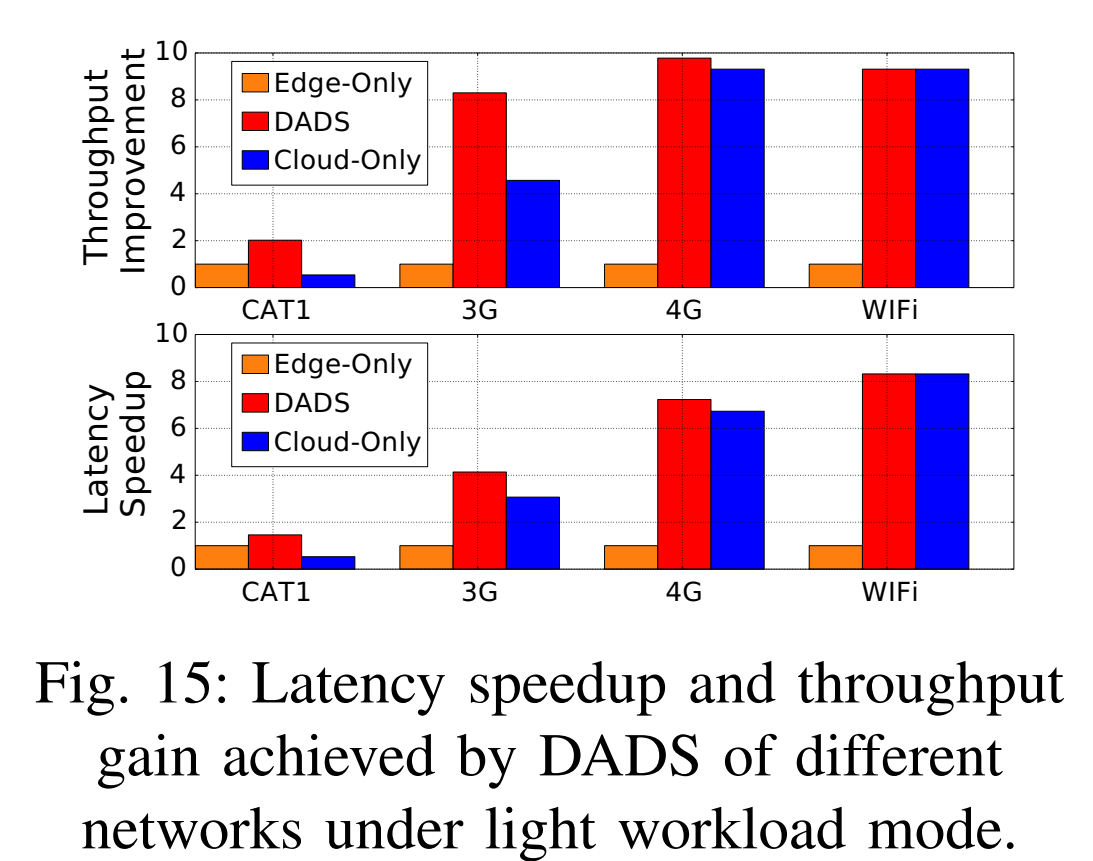 Throughput
Improvement
10
8
6
4
2
0
Edge-Only
DADS
Cloud-Only
CAT1 3G 4G WIFi
Latency
Speedup
10
8
6
4
2
0
Edge-Only
DADS
Cloud-Only
CAT1 3G 4G WIFi
Fig. 15: Latency speedup and throughput
gain achieved by DADS of different
networks under light workload mode.